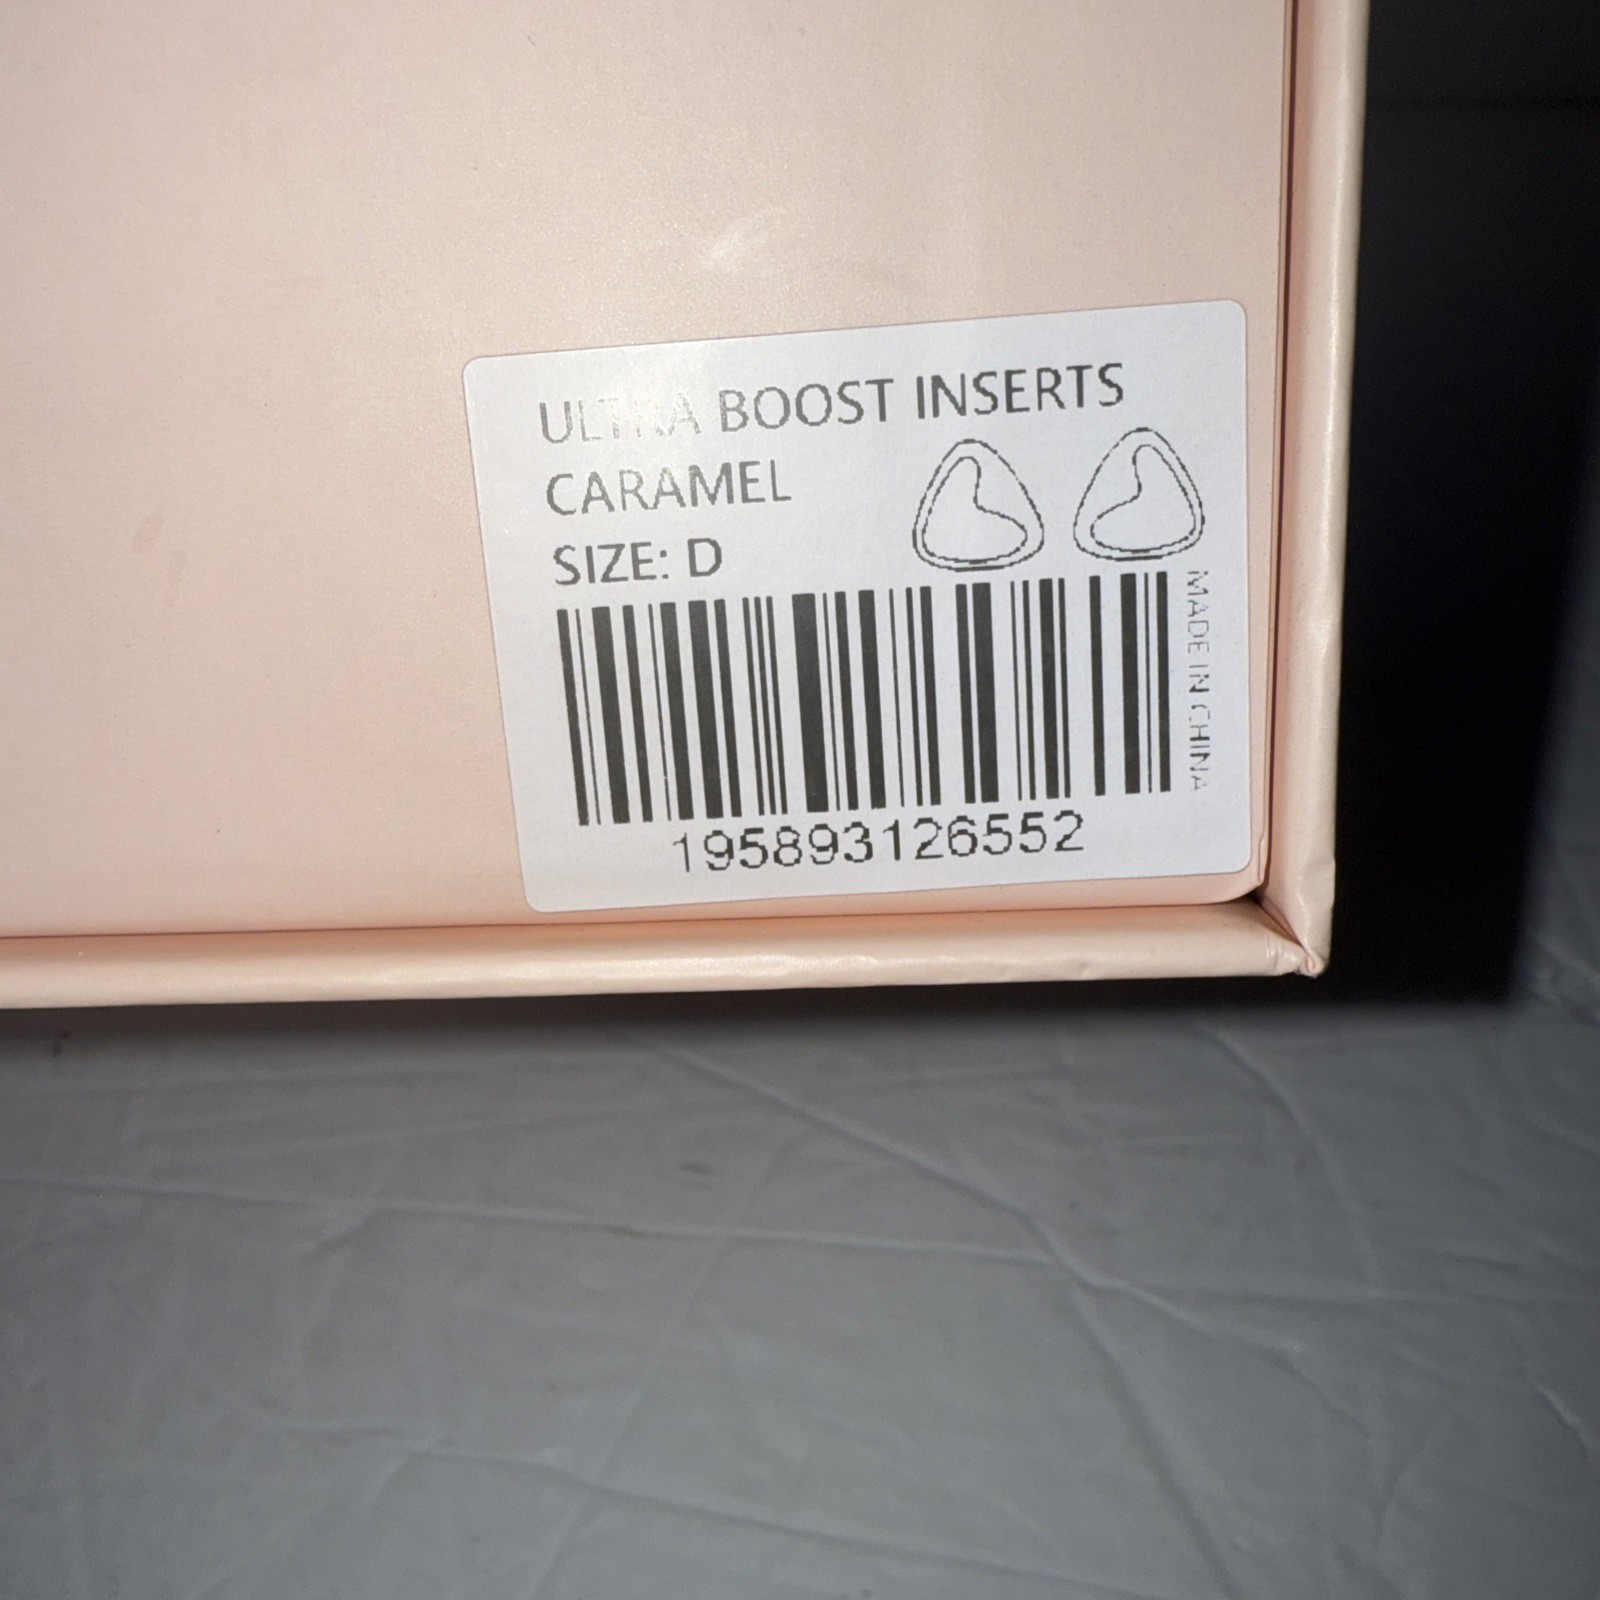 ULTRA BOOST INSERTS
CARAMEL
SIZE: D
MADE IN CHINA
195893126552